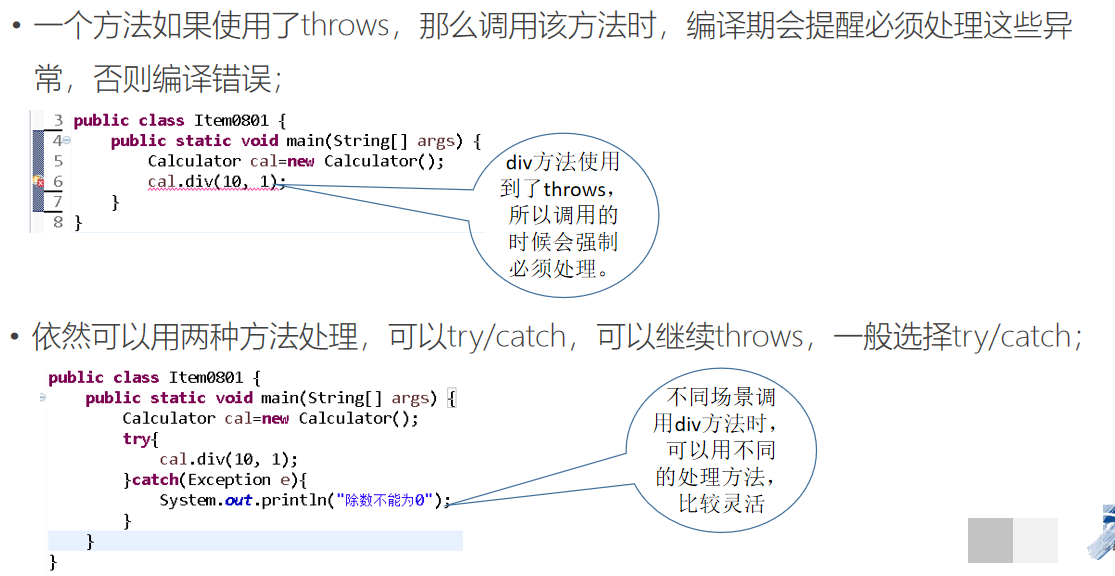 • 一个方法如果使用了throws，那么调用该方法时，编译期会提醒必须处理这些异
常，否则编译错误；
3 public class Item0801 {
4 public static void main(String[] args) {
5 Calculator cal=new Calculator();
6 cal.div(10, 1);
7 }
8 }
div方法使用
到了throws，
所以调用的
时候会强制
必须处理。
• 依然可以用两种方法处理，可以try/catch，可以继续throws，一般选择try/catch；
public class Item0801 {
public static void main(String[] args) {
Calculator cal=new Calculator();
try{
cal.div(10, 1);
}catch(Exception e){
System.out.println("除数不能为0");
}
}
}
不同场景调
用div方法时，
可以用不同
的处理方法，
比较灵活